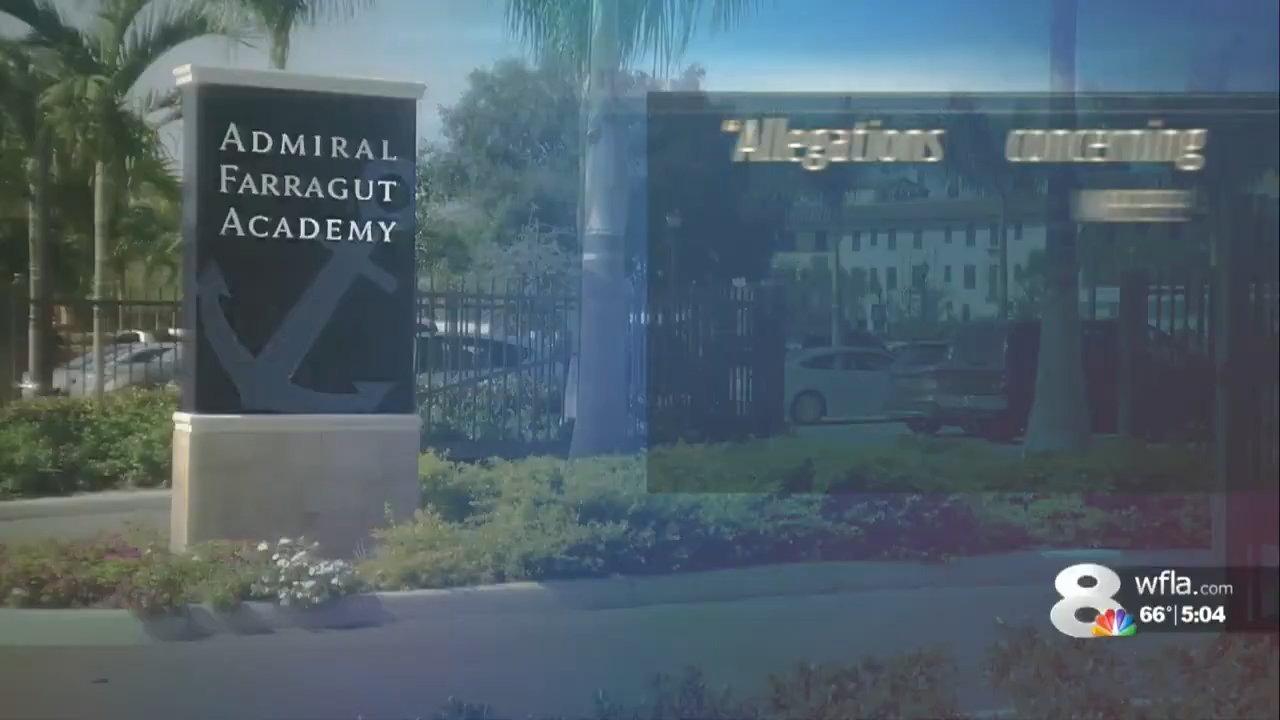 ADMIRAL
FARRAGUT
ACADEMY
"Allegations concerning
8 wfla.com
66° | 5:04